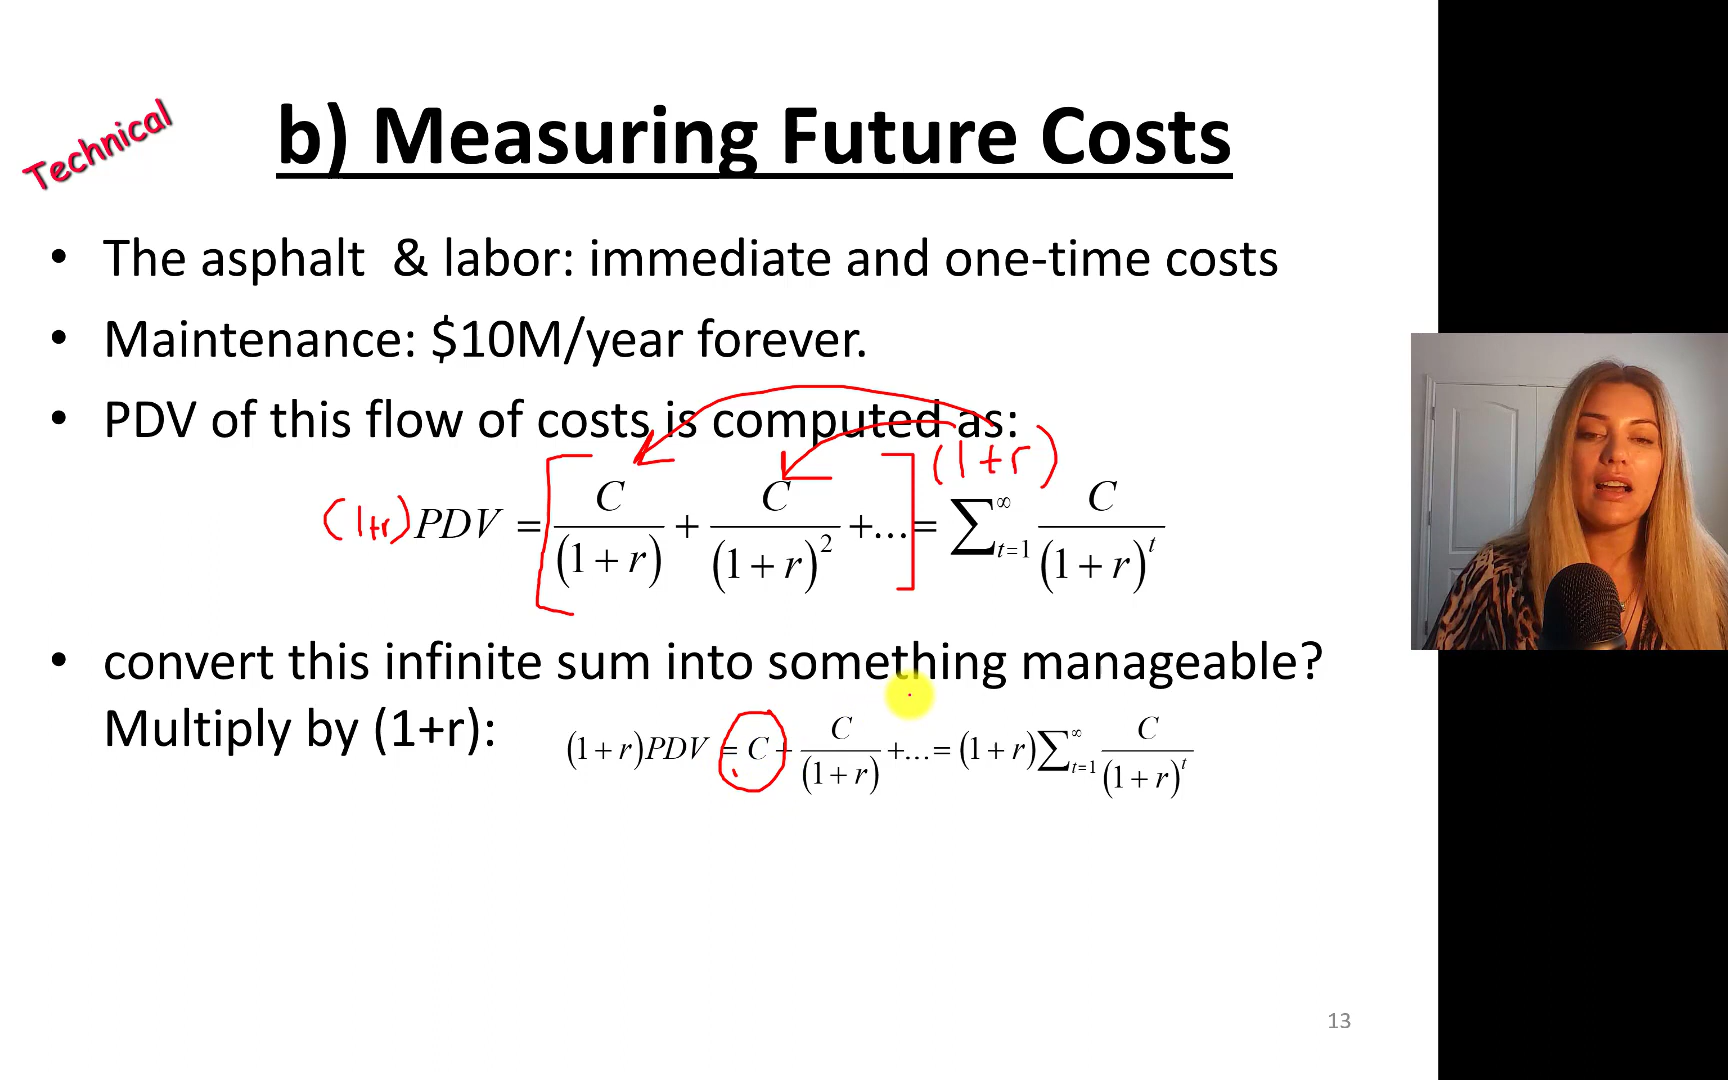 Technical
b) Measuring Future Costs
• The asphalt & labor: immediate and one-time costs
• Maintenance: $10M/year forever.
• PDV of this flow of costs is computed as:
(1+r) PDV = [ C/(1+r) + C/(1+r)² +... ] (1+r) = ∑_{t=1}^{∞} C/(1+r)^t
• convert this infinite sum into something manageable?
Multiply by (1+r): (1+r)PDV = C + C/(1+r) +... = (1+r)∑_{t=1}^{∞} C/(1+r)^t
13